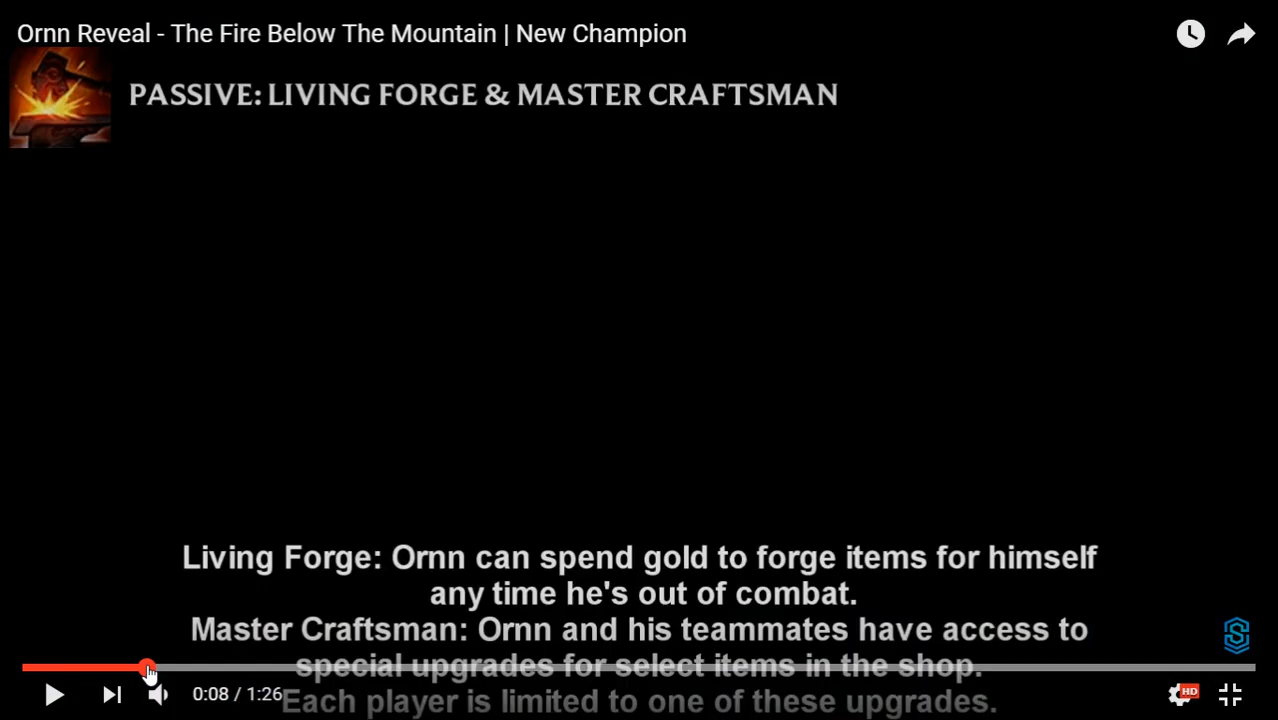 Ornn Reveal - The Fire Below The Mountain | New Champion
PASSIVE: LIVING FORGE & MASTER CRAFTSMAN
Living Forge: Ornn can spend gold to forge items for himself
any time he's out of combat.
Master Craftsman: Ornn and his teammates have access to
special upgrades for select items in the shop.
Each player is limited to one of these upgrades.
0:08 / 1:26
HD